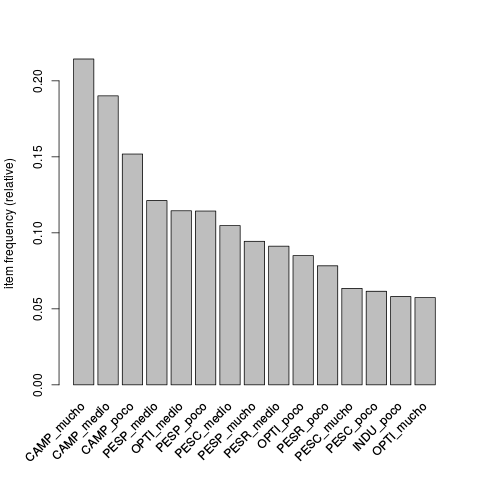 item frequency (relative)
0.20
0.15
0.10
0.05
0.00
CAMP_mucho
CAMP_medio
CAMP_poco
PESP_medio
OPTI_medio
PESP_poco
PESC_medio
PESP_mucho
PESR_medio
OPTI_poco
PESR_poco
PESC_mucho
PESC_poco
INDU_poco
OPTI_mucho